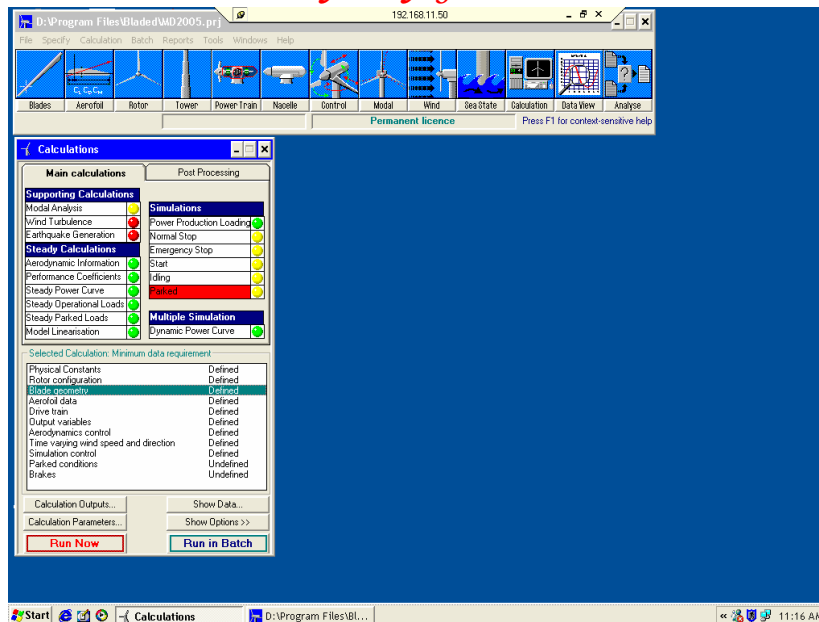 D:\Program Files\Bladed\MD2005.prj
192.168.11.50
File Specify Calculation Batch Reports Tools Windows Help
Blades Aerofoil Rotor Tower Power Train Nacelle Control Modal Wind Sea State Calculation Data View Analyse
Permanent licence
Press F1 for context-sensitive help
Calculations
Main calculations
Post Processing
Supporting Calculations
Modal Analysis
Wind Turbulence
Earthquake Generation
Steady Calculations
Aerodynamic Information
Performance Coefficients
Steady Power Curve
Steady Operational Loads
Steady Parked Loads
Model Linearisation
Simulations
Power Production Loading
Normal Stop
Emergency Stop
Start
Idling
Parked
Multiple Simulation
Dynamic Power Curve
Selected Calculation: Minimum data requirement
Physical Constants Defined
Rotor configuration Defined
Blade geometry Defined
Aerofoil data Defined
Drive train Defined
Output variables Defined
Aerodynamics control Defined
Time varying wind speed and direction Defined
Simulation control Defined
Parked conditions Undefined
Brakes Undefined
Calculation Outputs...
Show Data...
Calculation Parameters...
Show Options >>
Run Now
Run in Batch
Start
Calculations
D:\Program Files\Bl...
«
11:16 AM